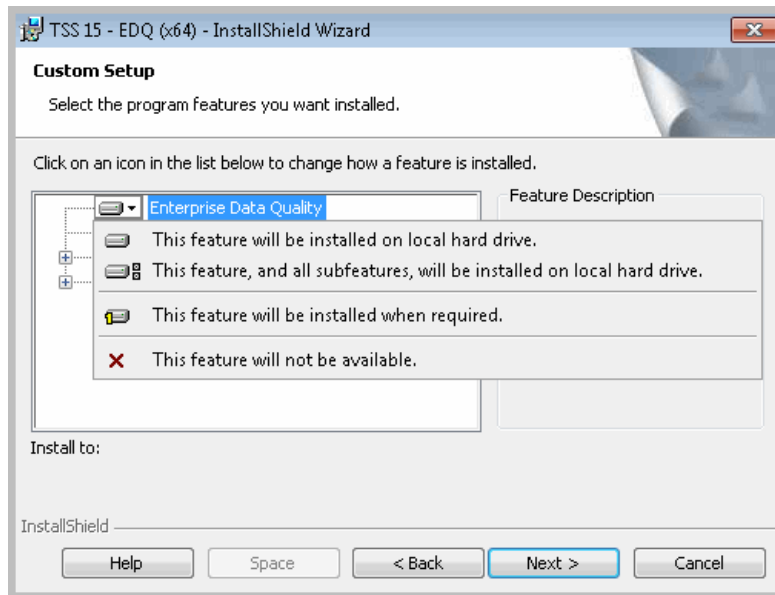 TSS 15 - EDQ (x64) - InstallShield Wizard
Custom Setup
Select the program features you want installed.
Click on an icon in the list below to change how a feature is installed.
Enterprise Data Quality
Feature Description
This feature will be installed on local hard drive.
This feature, and all subfeatures, will be installed on local hard drive.
This feature will be installed when required.
This feature will not be available.
Install to:
InstallShield
Help
Space
< Back
Next >
Cancel